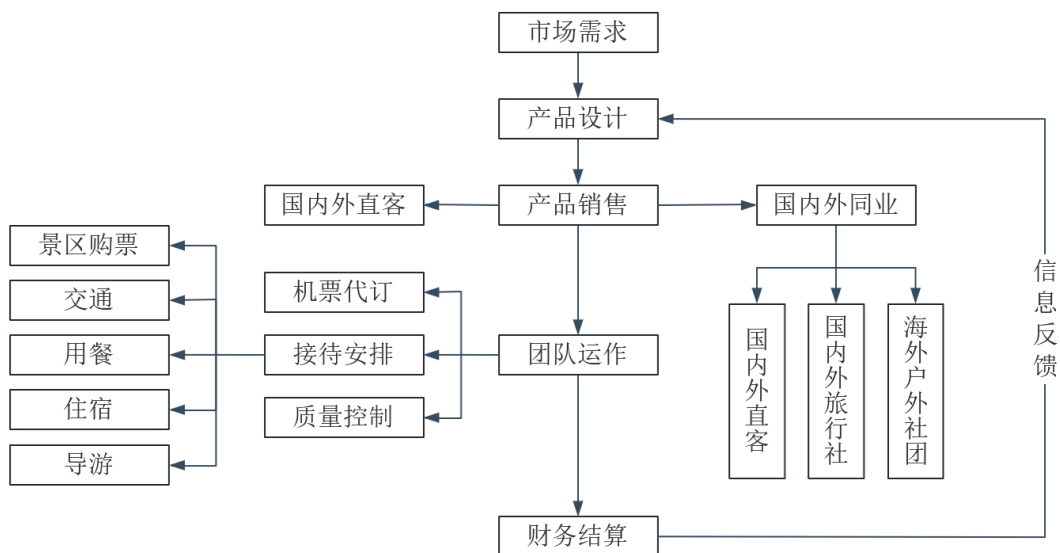 市场需求
产品设计
国内外直客
产品销售
国内外同业
景区购票
交通
用餐
住宿
导游
机票代订
接待安排
质量控制
团队运作
国内外直客
国内外旅行社
海外户外社团
信息反馈
财务结算